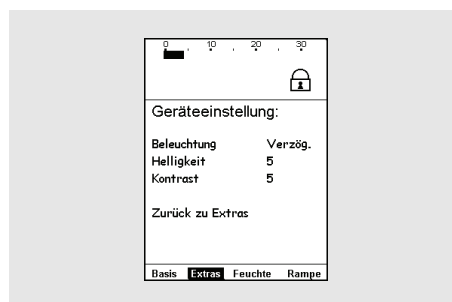 0 10 20 30
Geräteeinstellung:
Beleuchtung Verzög.
Helligkeit 5
Kontrast 5
Zurück zu Extras
Basis Extras Feuchte Rampe